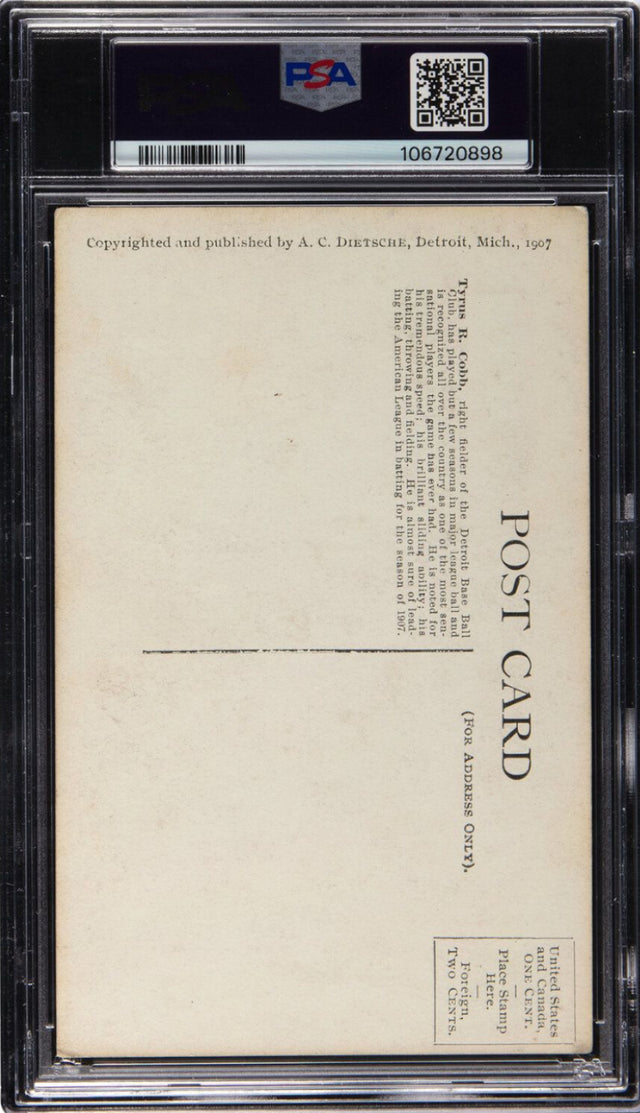 PSA
106720898
Copyrighted and published by A. C. DIETSCHE, Detroit, Mich., 1907
POST CARD
Tyrus R. Cobb, right fielder of the Detroit Base Ball
Club, has played but a few seasons in major league ball and
is recognized all over the country as one of the most sen-
sational players the game has ever had. He is noted for
his tremendous speed; his brilliant sliding ability; his
batting, throwing and fielding. He is almost sure of lead-
ing the American League in batting for the season of 1907.
(FOR ADDRESS ONLY).
United States
and Canada,
ONE CENT.
Place Stamp
Here.
Foreign,
TWO CENTS.